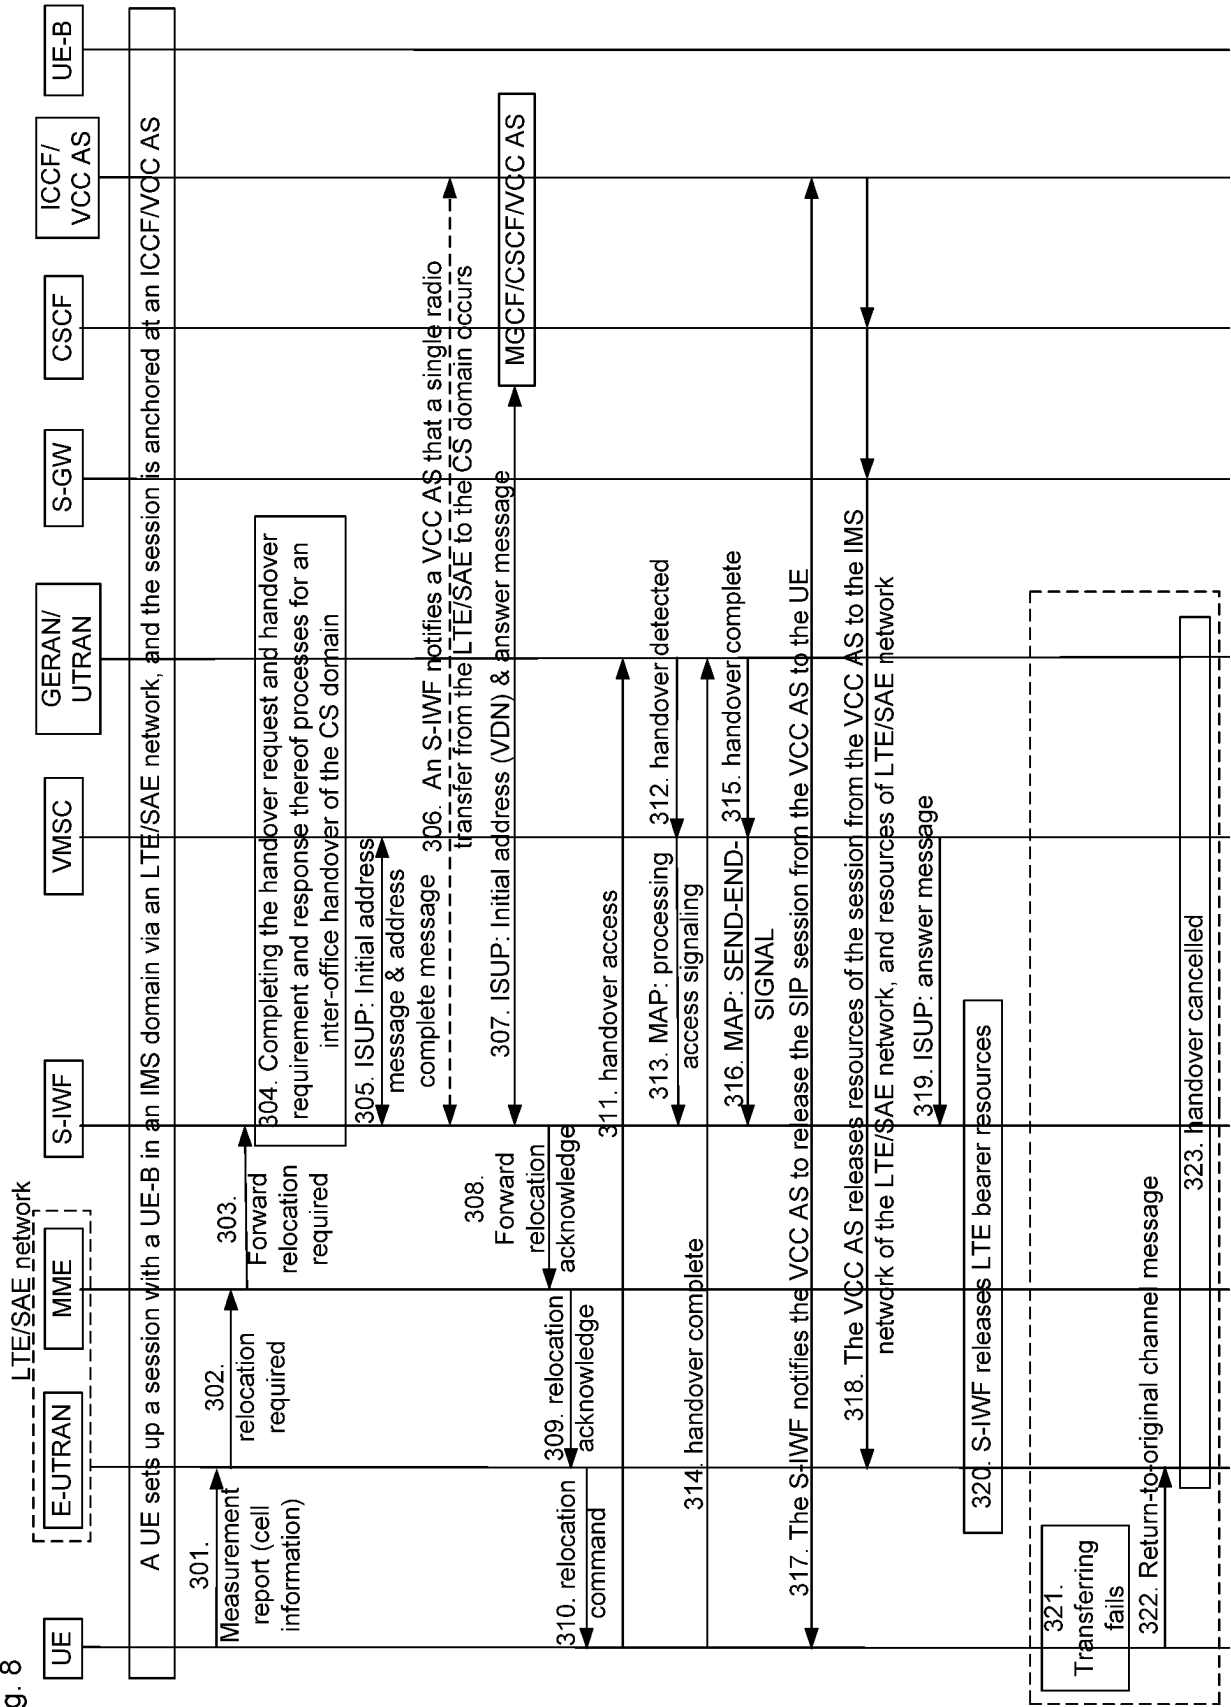 g. 8
LTE/SAE network
UE
E-UTRAN
MME
S-IWF
VMSC
GERAN/
UTRAN
S-GW
CSCF
ICCF/
VCC AS
UE-B
A UE sets up a session with a UE-B in an IMS domain via an LTE/SAE network, and the session is anchored at an ICCF/VCC AS
301.
Measurement
report (cell
information)
302.
relocation
required
303.
Forward
relocation
required
304. Completing the handover request and handover
requirement and response thereof processes for an
inter-office handover of the CS domain
305. ISUP: Initial address
message & address
complete message
306. An S-IWF notifies a VCC AS that a single radio
transfer from the LTE/SAE to the CS domain occurs
307. ISUP: Initial address (VDN) & answer message
MGCF/CSCF/VCC AS
308.
Forward
relocation
acknowledge
309. relocation
acknowledge
310. relocation
command
311. handover access
312. handover detected
313. MAP: processing
access signaling
314. handover complete
315. handover complete
316. MAP: SEND-END-
SIGNAL
317. The S-IWF notifies the VCC AS to release the SIP session from the VCC AS to the UE
318. The VCC AS releases resources of the session from the VCC AS to the IMS
network of the LTE/SAE network, and resources of LTE/SAE network
319. ISUP: answer message
320. S-IWF releases LTE bearer resources
321.
Transferring
fails
322. Return-to-original channel message
323. handover cancelled